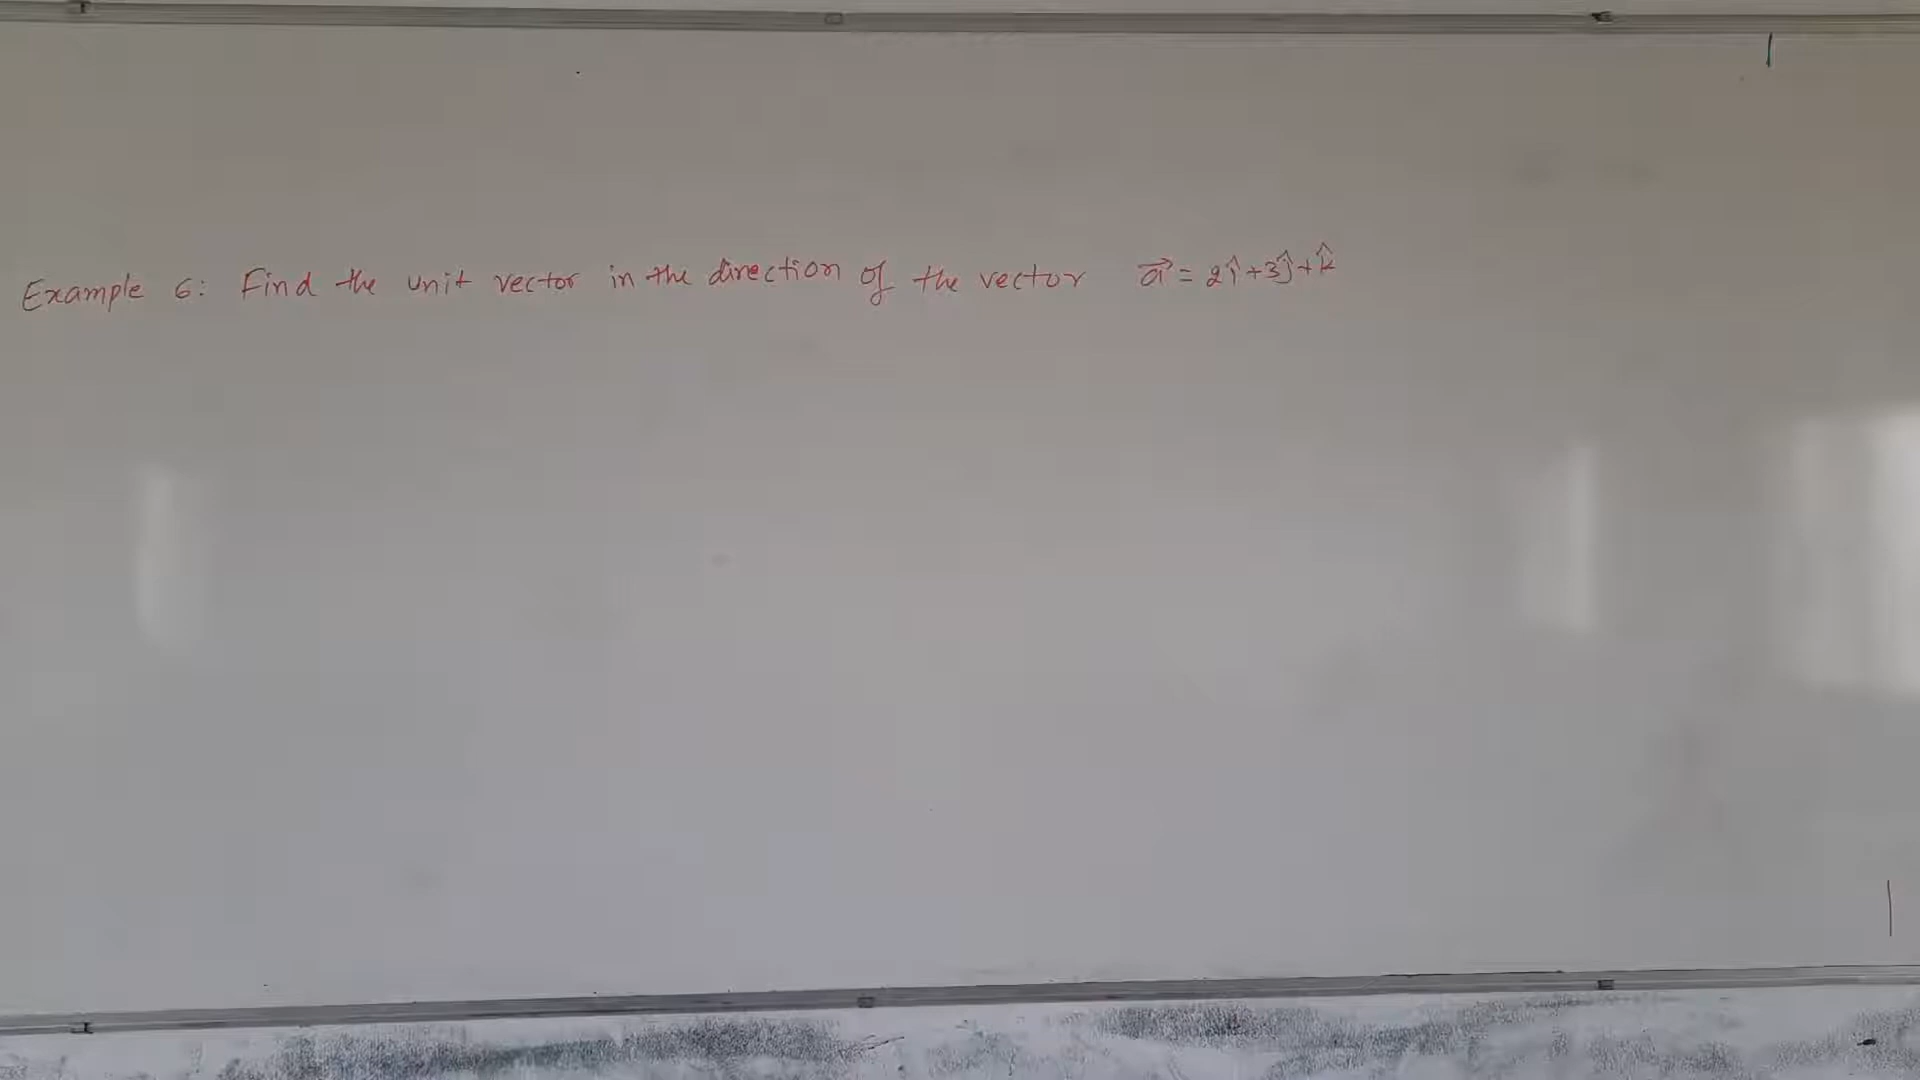 Example 6: Find the unit vector in the direction of the vector a⃗ = 2î+3ĵ+k̂